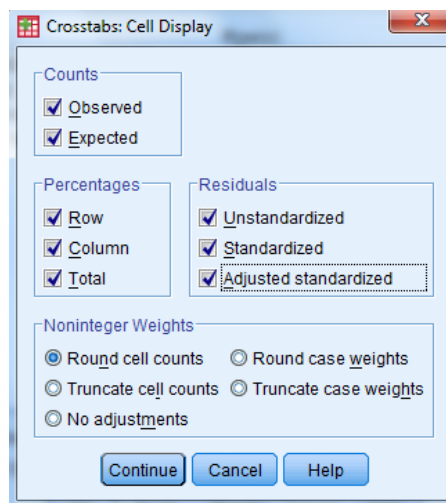 Crosstabs: Cell Display
Counts
Observed
Expected
Percentages
Row
Column
Total
Residuals
Unstandardized
Standardized
Adjusted standardized
Noninteger Weights
Round cell counts
Round case weights
Truncate cell counts
Truncate case weights
No adjustments
Continue
Cancel
Help